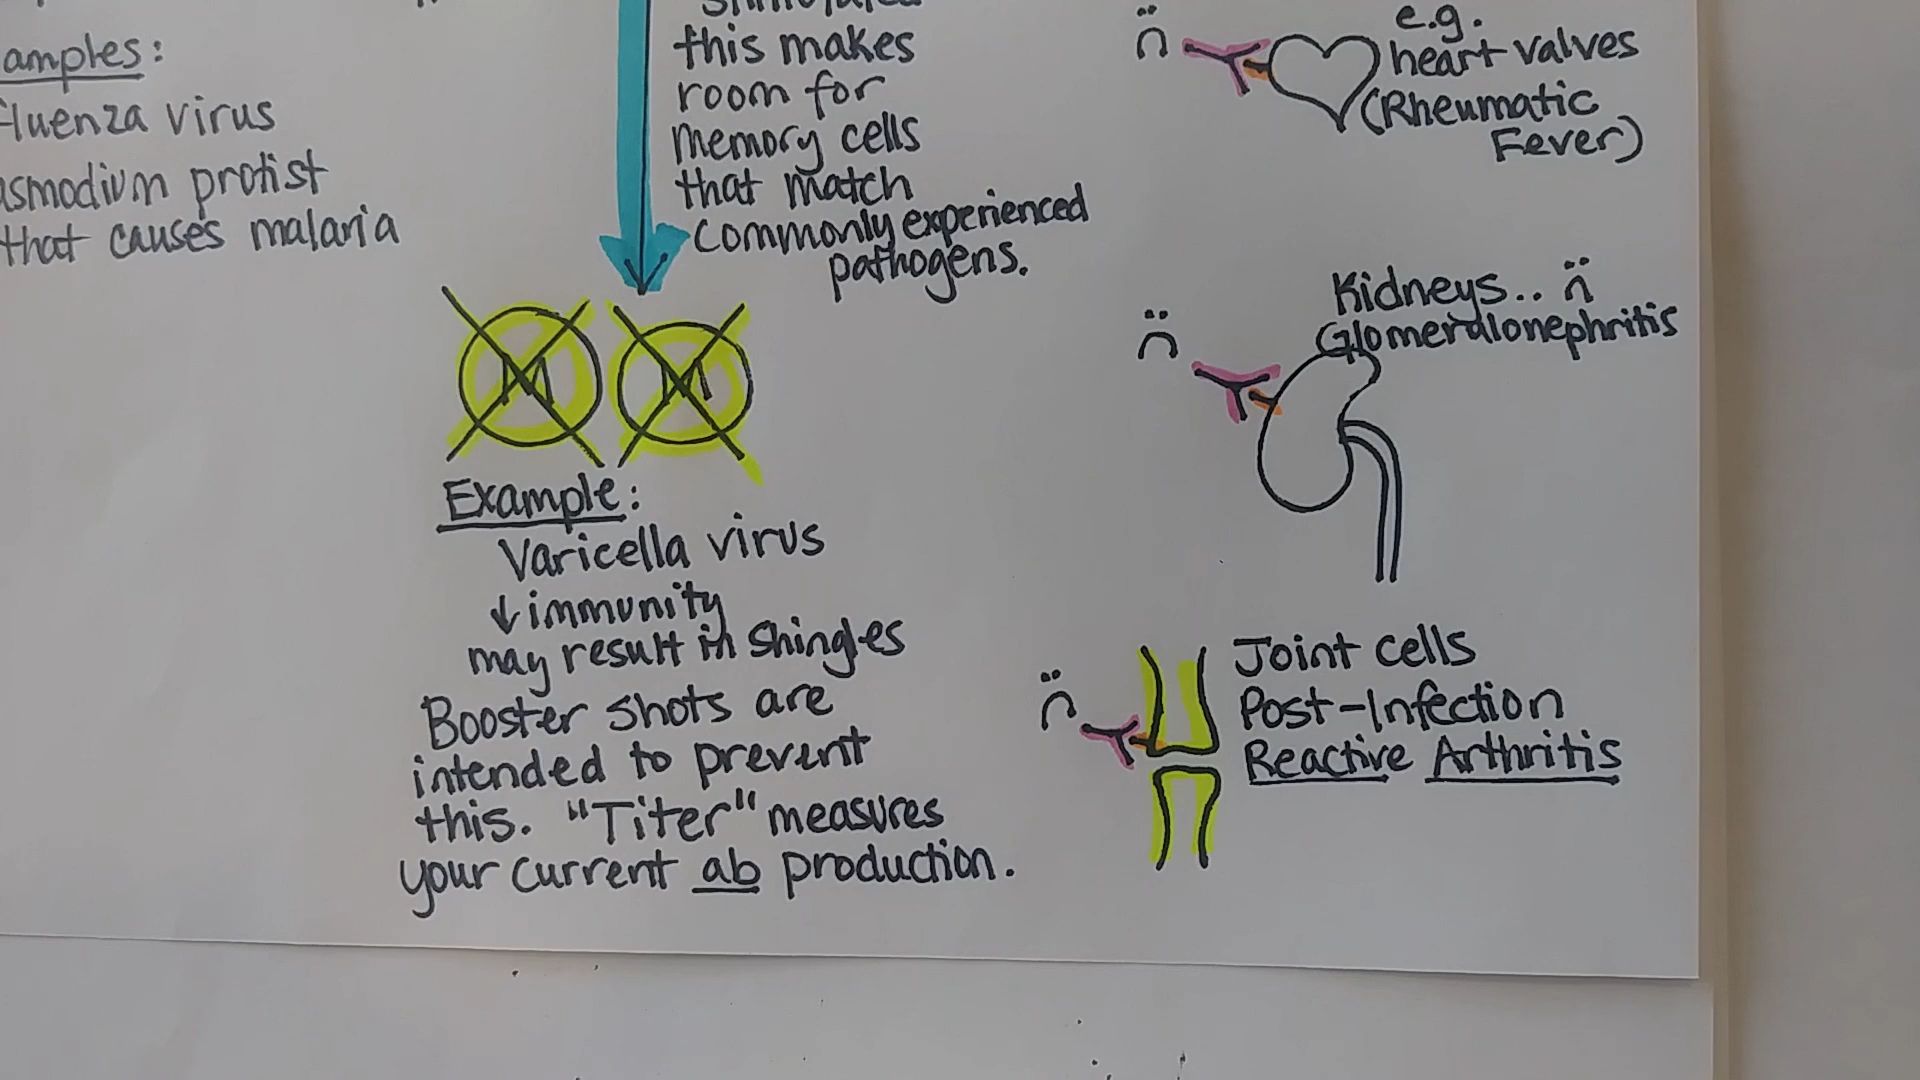 amples:
fluenza virus
asmodium protist
that causes malaria
this makes
room for
memory cells
that match
commonly experienced
pathogens.
M M
Example:
Varicella virus
↓ immunity
may result in shingles
Booster shots are
intended to prevent
this. "Titer" measures
your current ab production.
e.g.
heart valves
(Rheumatic
Fever)
Kidneys..
Glomerulonephritis
Joint cells
Post-Infection
Reactive Arthritis